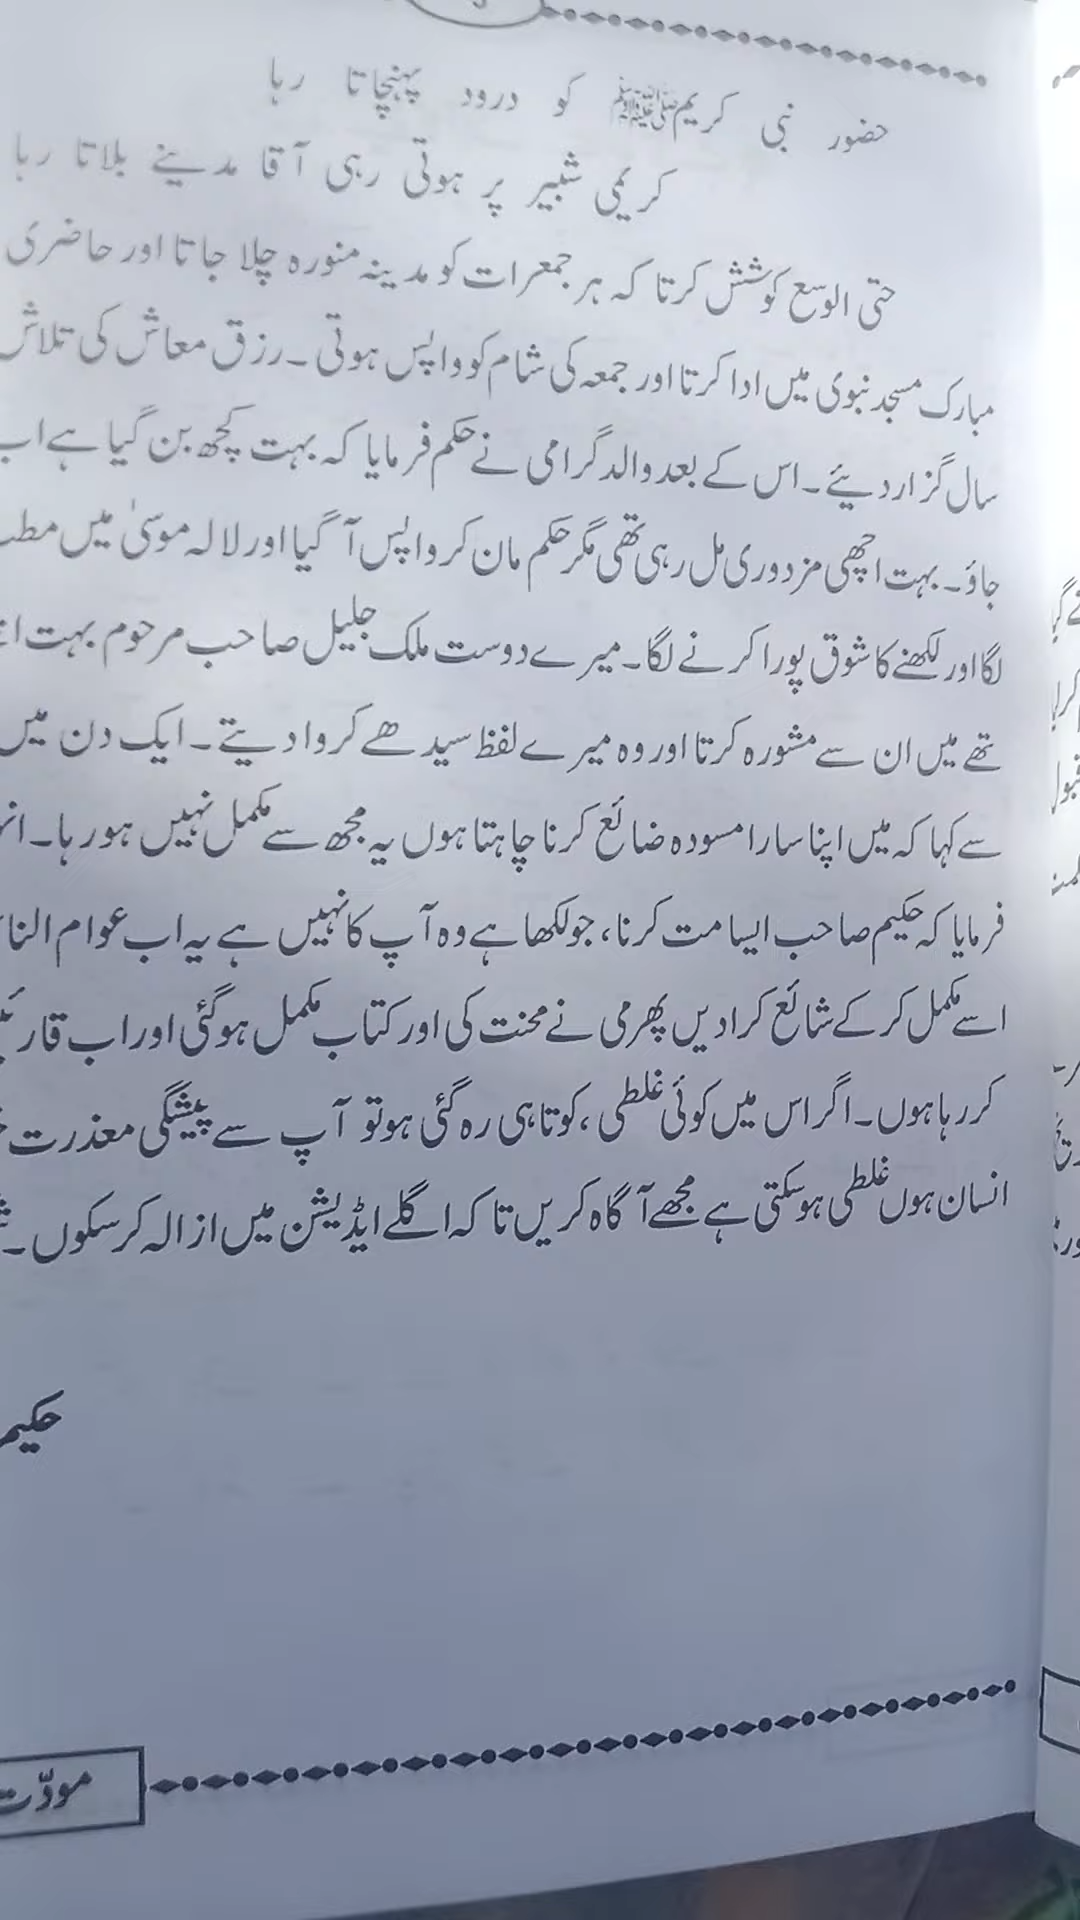 حضور نبی کریمﷺ کو درود پہنچاتا رہا
کریمی شبیر پر ہوتی رہی آقا مدینے بلاتا رہا
حتی الوسع کوشش کرتا کہ ہر جمعرات کو مدینہ منورہ چلا جاتا اور حاضری
مبارک مسجد نبوی میں ادا کرتا اور جمعہ کی شام کو واپس ہوتی۔ رزق معاش کی تلاش
سال گزار دیئے۔ اس کے بعد والد گرامی نے حکم فرمایا کہ بہت کچھ بن گیا ہے اب
جاؤ۔ بہت اچھی مزدوری مل رہی تھی مگر حکم مان کر واپس آ گیا اور لالہ موسیٰ میں
لگا اور لکھنے کا شوق پورا کرنے لگا۔ میرے دوست ملک جلیل صاحب مرحوم بہت
تھے میں ان سے مشورہ کرتا اور وہ میرے لفظ سیدھے کروا دیتے۔ ایک دن میں
سے کہا کہ میں اپنا سارا مسودہ ضائع کرنا چاہتا ہوں یہ مجھ سے مکمل نہیں ہو رہا۔
فرمایا کہ حکیم صاحب ایسا مت کرنا، جو لکھا ہے وہ آپ کا نہیں ہے یہ اب عوام
اسے مکمل کر کے شائع کرا دیں پھر می نے محنت کی اور کتاب مکمل ہو گئی اور اب
کر رہا ہوں۔ اگر اس میں کوئی غلطی، کوتاہی رہ گئی ہو تو آپ سے پیشگی معذرت
انسان ہوں غلطی ہو سکتی ہے مجھے آگاہ کریں تا کہ اگلے ایڈیشن میں ازالہ کر سکوں۔
حکیم
مودّت